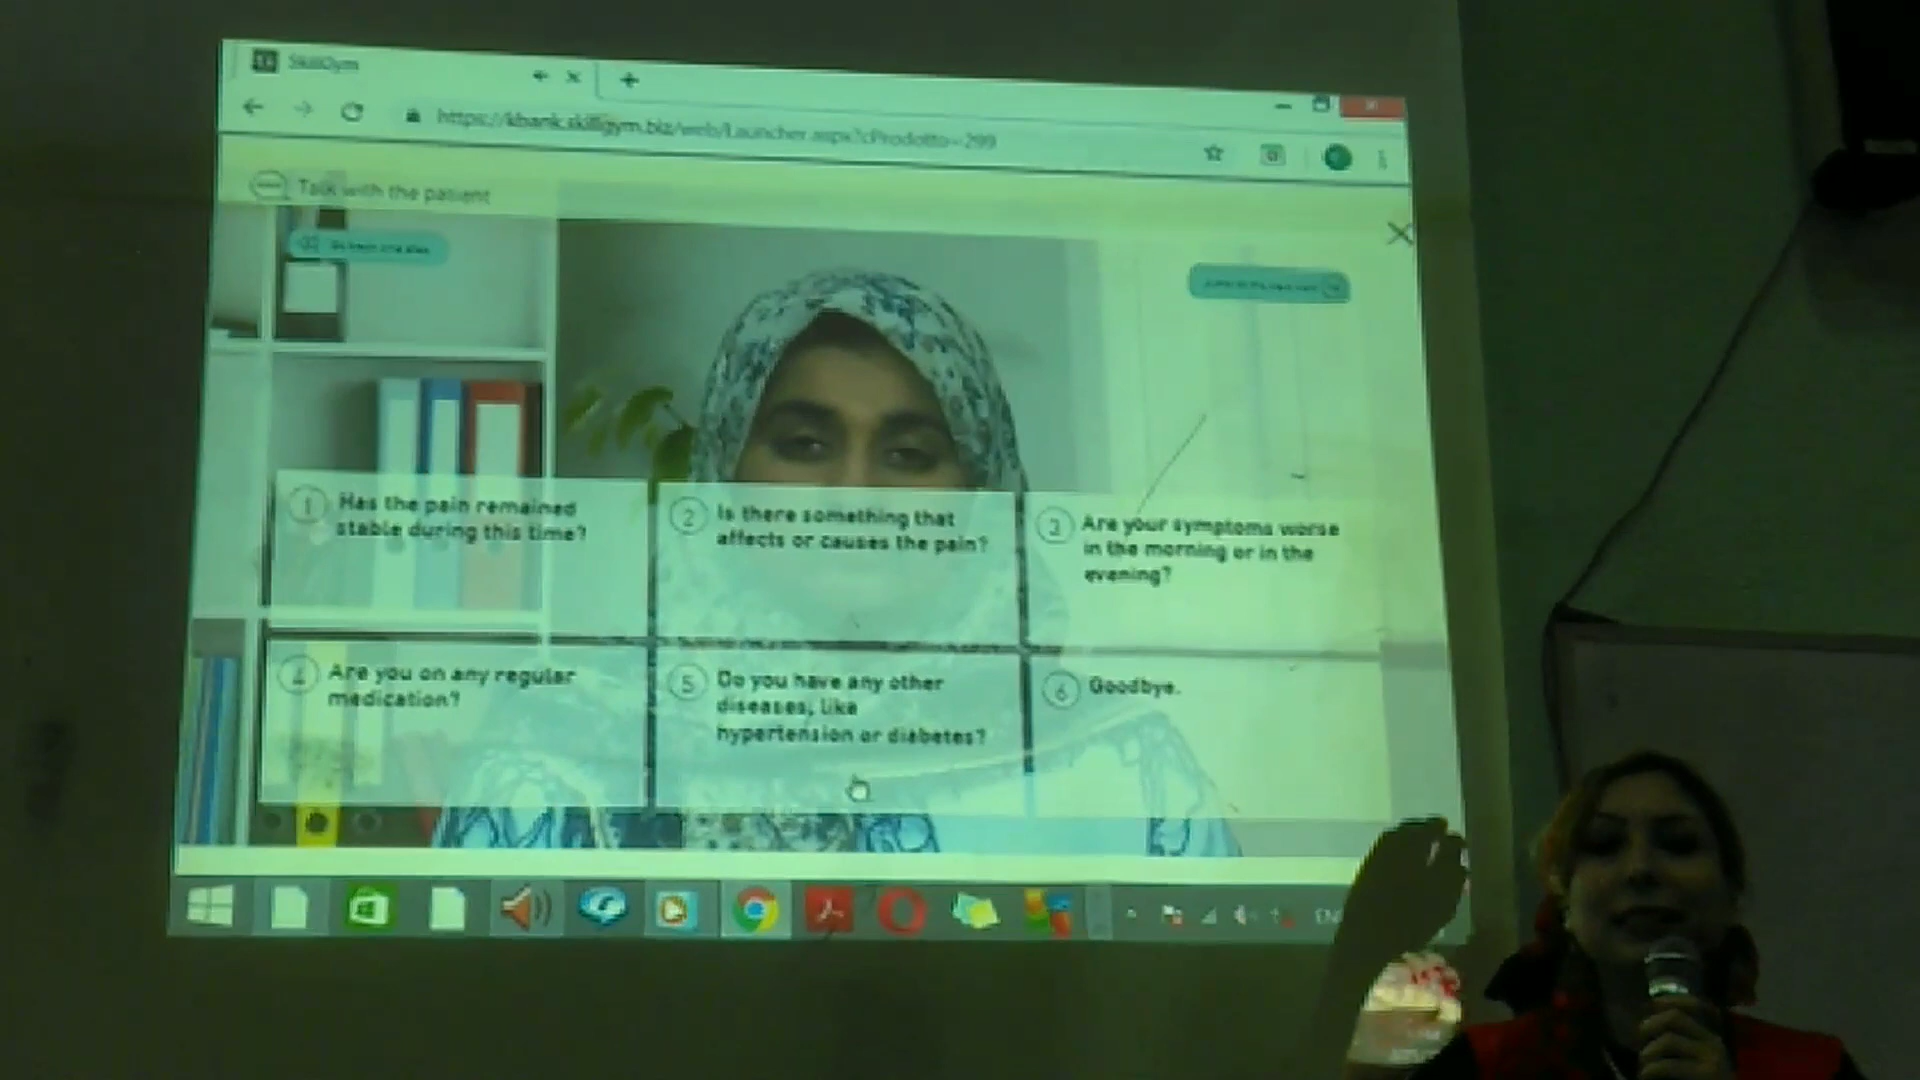 SkillGym
https://kbank.skillgym.biz/web/Launcher.aspx?cProdotto=299
Talk with the patient
1 Has the pain remained
stable during this time?
2 Is there something that
affects or causes the pain?
3 Are your symptoms worse
in the morning or in the
evening?
4 Are you on any regular
medication?
5 Do you have any other
diseases, like
hypertension or diabetes?
6 Goodbye.